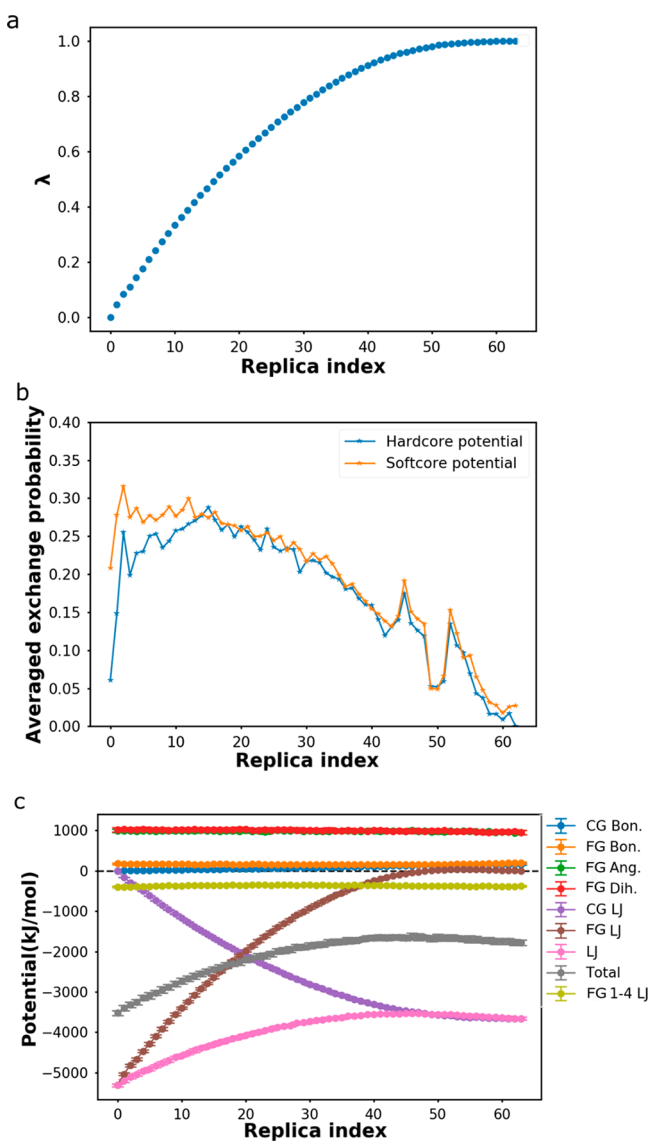 a
1.0
0.8
0.6
0.4
0.2
0.0
λ
0 10 20 30 40 50 60
Replica index
b
0.40
0.35
0.30
0.25
0.20
0.15
0.10
0.05
0.00
Averaged exchange probability
Hardcore potential
Softcore potential
0 10 20 30 40 50 60
Replica index
c
1000
0
−1000
−2000
−3000
−4000
−5000
Potential(kJ/mol)
CG Bon.
FG Bon.
FG Ang.
FG Dih.
CG LJ
FG LJ
LJ
Total
FG 1-4 LJ
0 10 20 30 40 50 60
Replica index